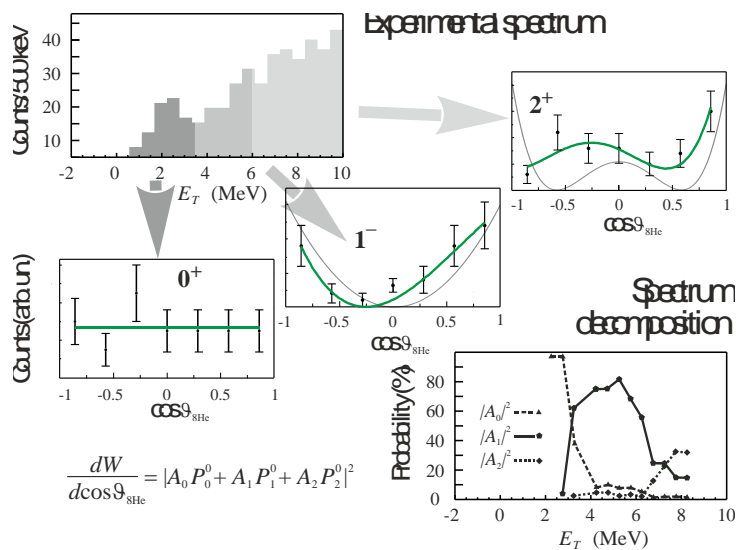 Experimental spectrum
Counts/500 keV
40
30
20
10
-2
0
2
4
6
8
10
E_T (MeV)
2⁺
-1
-0.5
0
0.5
1
cosϑ_8He
1⁻
-1
-0.5
0
0.5
1
cosϑ_8He
0⁺
Counts (arb. un.)
-1
-0.5
0
0.5
1
cosϑ_8He
Spectrum
decomposition
Probability (%)
80
60
40
20
0
|A_0|²
|A_1|²
|A_2|²
-2
0
2
4
6
8
10
E_T (MeV)
dW/dcosϑ_8He = |A_0 P_0^0 + A_1 P_1^0 + A_2 P_2^0|²